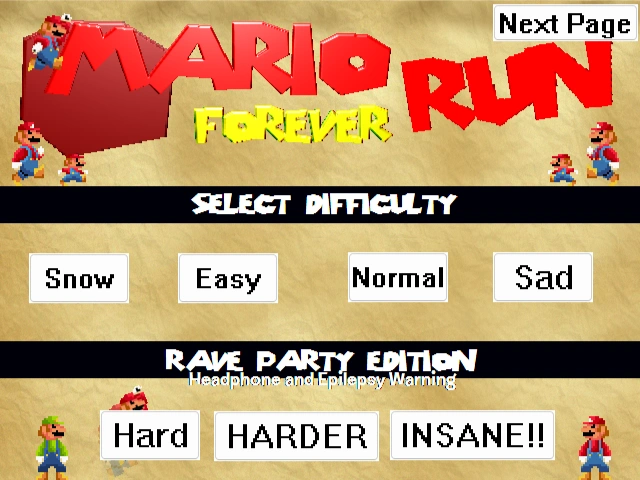 Next Page
MARIO RUN
FOREVER
SELECT DIFFICULTY
Snow Easy Normal Sad
RAVE PARTY EDITION
Headphone and Epilepsy Warning
Hard HARDER INSANE!!